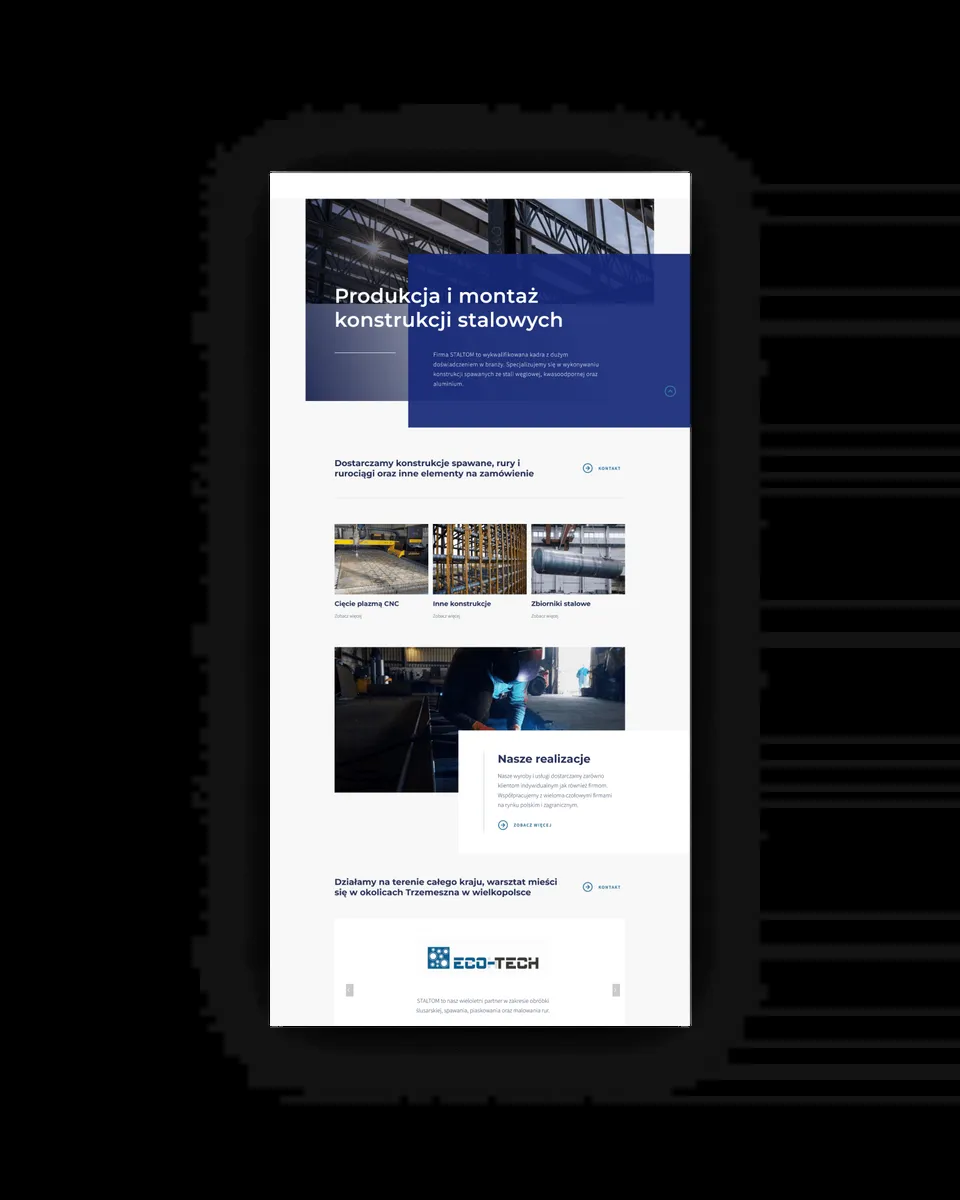 Produkcja i montaż
konstrukcji stalowych
Firma STALTOM to wykwalifikowana kadra z dużym
doświadczeniem w branży. Specjalizujemy się w wykonywaniu
konstrukcji spawanych ze stali węglowej, kwasoodpornej oraz
aluminium.
Dostarczamy konstrukcje spawane, rury i
rurociągi oraz inne elementy na zamówienie
KONTAKT
Cięcie plazmą CNC
Inne konstrukcje
Zbiorniki stalowe
Zobacz więcej
Zobacz więcej
Zobacz więcej
Nasze realizacje
Nasze wyroby i usługi dostarczamy zarówno
klientom indywidualnym jak również firmom.
Współpracujemy z wieloma czołowymi firmami
na rynku polskim i zagranicznym.
ZOBACZ WIĘCEJ
Działamy na terenie całego kraju, warsztat mieści
się w okolicach Trzemeszna w wielkopolsce
KONTAKT
ECO-TECH
STALTOM to nasz wieloletni partner w zakresie obróbki
ślusarskiej, spawania, piaskowania oraz malowania rur.